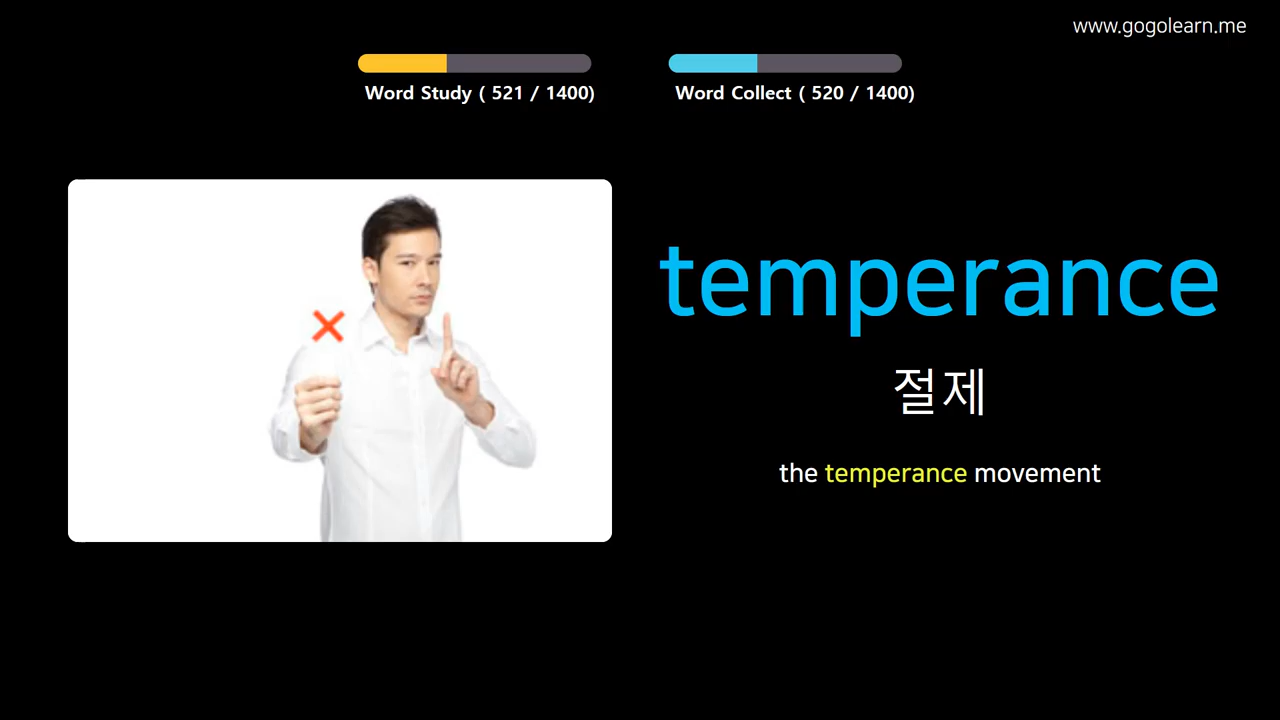 www.gogolearn.me
Word Study ( 521 / 1400)
Word Collect ( 520 / 1400)
temperance
절제
the temperance movement